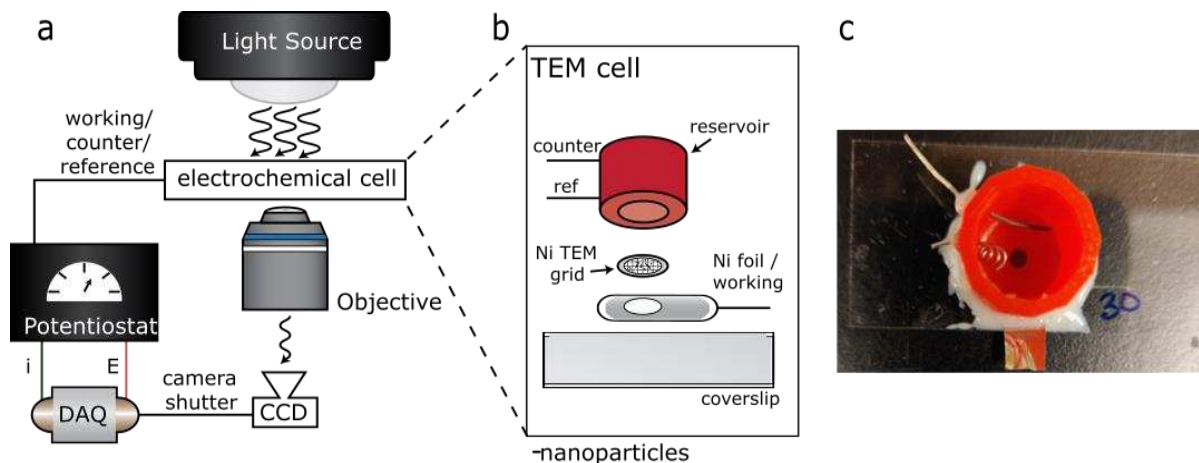 a
Light Source
working/
counter/
reference
electrochemical cell
Objective
Potentiostat
i
E
DAQ
camera
shutter
CCD
b
TEM cell
reservoir
counter
ref
Ni TEM
grid
Ni foil /
working
coverslip
-nanoparticles
c
30